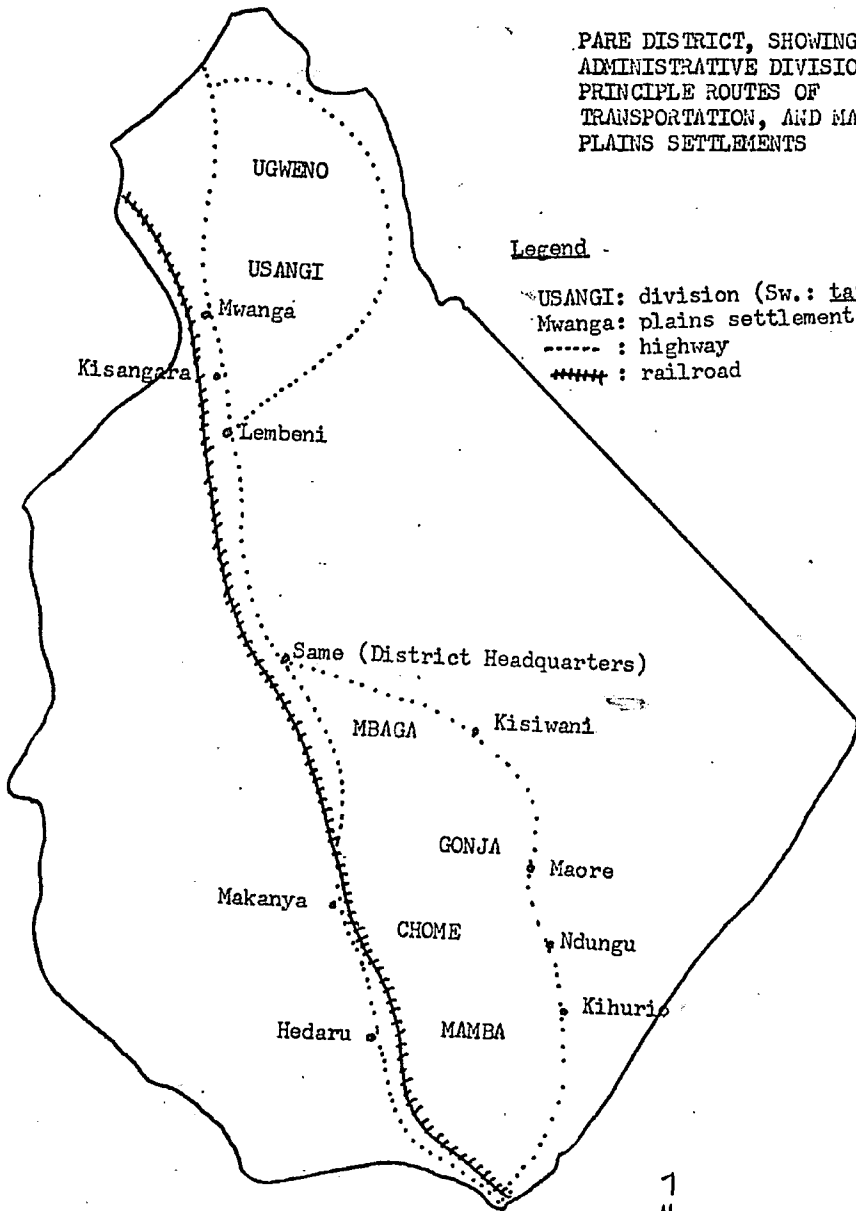 PARE DISTRICT, SHOWING
ADMINISTRATIVE DIVISIO
PRINCIPLE ROUTES OF
TRANSPORTATION, AND MA
PLAINS SETTLEMENTS
UGWENO
Legend -
USANGI
USANGI: division (Sw.: ta
Mwanga
Mwanga: plains settlement
: highway
Kisangara
: railroad
Lembeni
Same (District Headquarters)
MBAGA
Kisiwani
GONJA
Maore
Makanya
CHOME
Ndungu
Kihurio
Hedaru
MAMBA